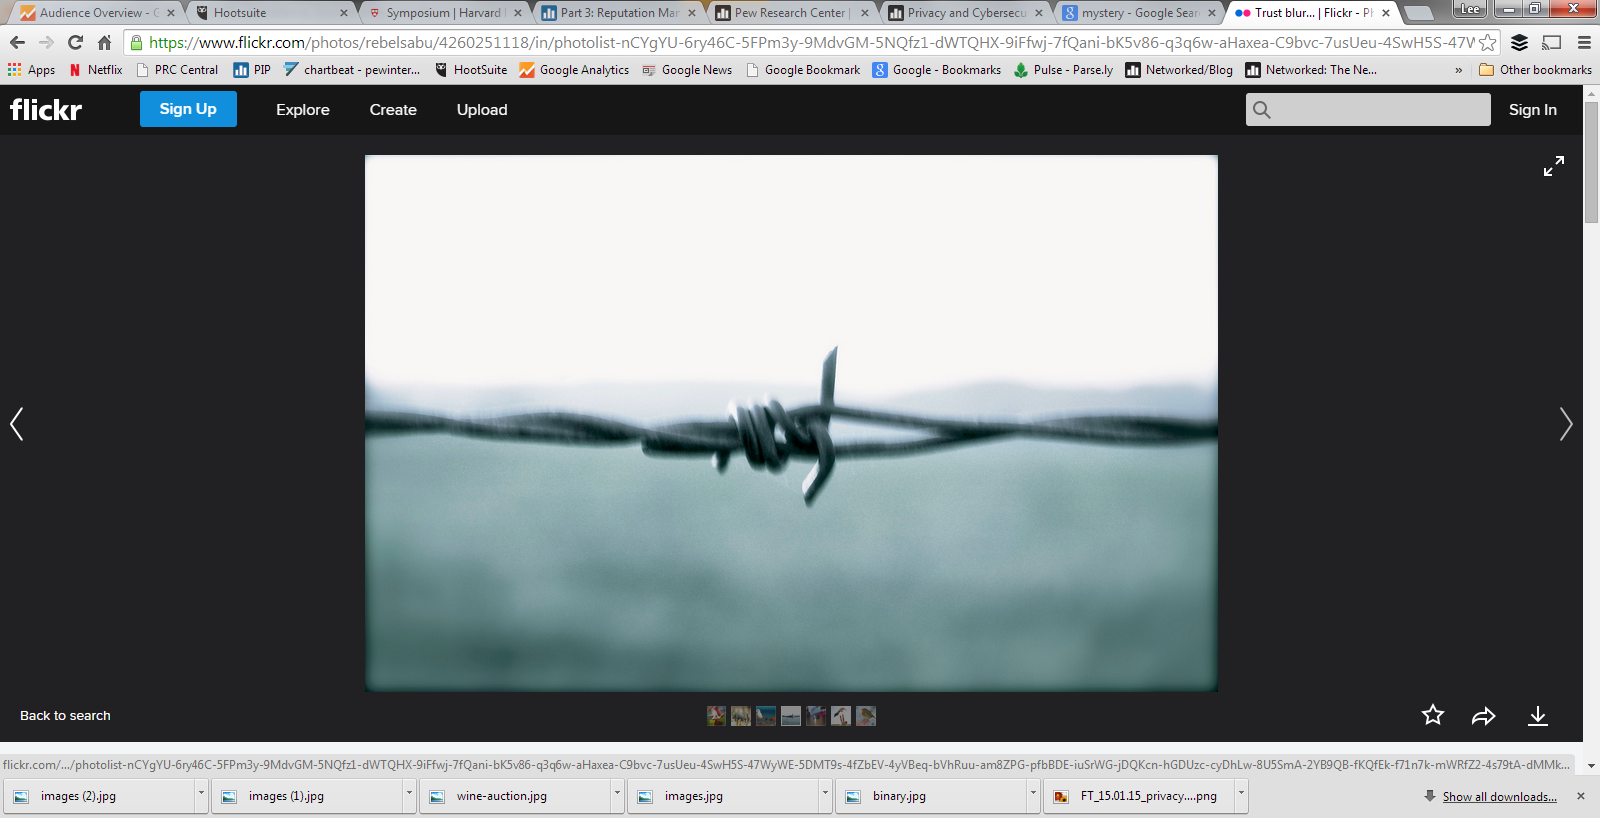 Audience Overview - G
Hootsuite
Symposium | Harvard
Part 3: Reputation Mar
Pew Research Center |
Privacy and Cybersecu
mystery - Google Sear
Trust blur... | Flickr - Ph
Lee
https://www.flickr.com/photos/rebelsabu/4260251118/in/photolist-nCYgYU-6ry46C-5FPm3y-9MdvGM-5NQfz1-dWTQHX-9iFfwj-7fQani-bK5v86-q3q6w-aHaxea-C9bvc-7usUeu-4SwH5S-47W
Apps
Netflix
PRC Central
PIP
chartbeat - pewinter...
HootSuite
Google Analytics
Google News
Google Bookmark
Google - Bookmarks
Pulse - Parse.ly
Networked/Blog
Networked: The Ne...
»
Other bookmarks
flickr
Sign Up
Explore
Create
Upload
Sign In
Back to search
flickr.com/.../photolist-nCYgYU-6ry46C-5FPm3y-9MdvGM-5NQfz1-dWTQHX-9iFfwj-7fQani-bK5v86-q3q6w-aHaxea-C9bvc-7usUeu-4SwH5S-47WyWE-5DMT9s-4fZbEV-4yVBeq-bVhRuu-am8ZPG-pfbBDE-iuSrWG-jDQKcn-hGDUzc-cyDhLw-8U5SmA-2YB9QB-fKQfEk-f71n7k-mWRfZ2-4s79tA-dMMk...
images (2).jpg
images (1).jpg
wine-auction.jpg
images.jpg
binary.jpg
FT_15.01.15_privacy....png
Show all downloads...